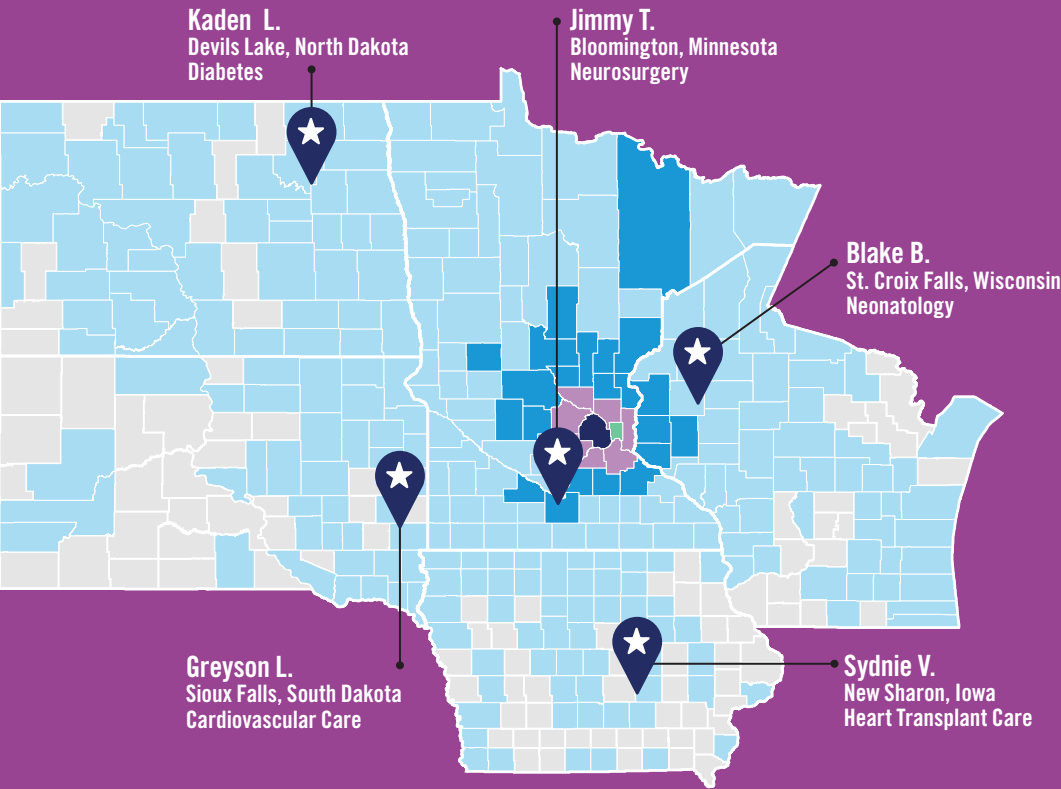 Kaden L.
Devils Lake, North Dakota
Diabetes
Jimmy T.
Bloomington, Minnesota
Neurosurgery
Blake B.
St. Croix Falls, Wisconsin
Neonatology
Greyson L.
Sioux Falls, South Dakota
Cardiovascular Care
Sydnie V.
New Sharon, Iowa
Heart Transplant Care